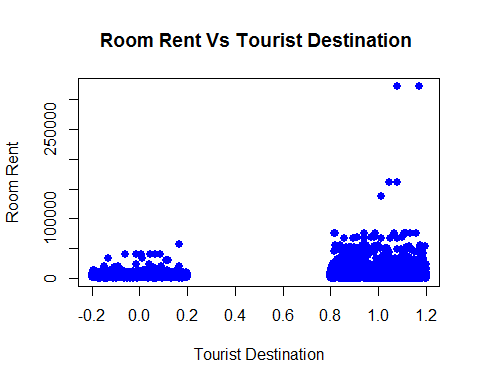 Room Rent Vs Tourist Destination
Room Rent
250000
100000
0
-0.2 0.0 0.2 0.4 0.6 0.8 1.0 1.2
Tourist Destination